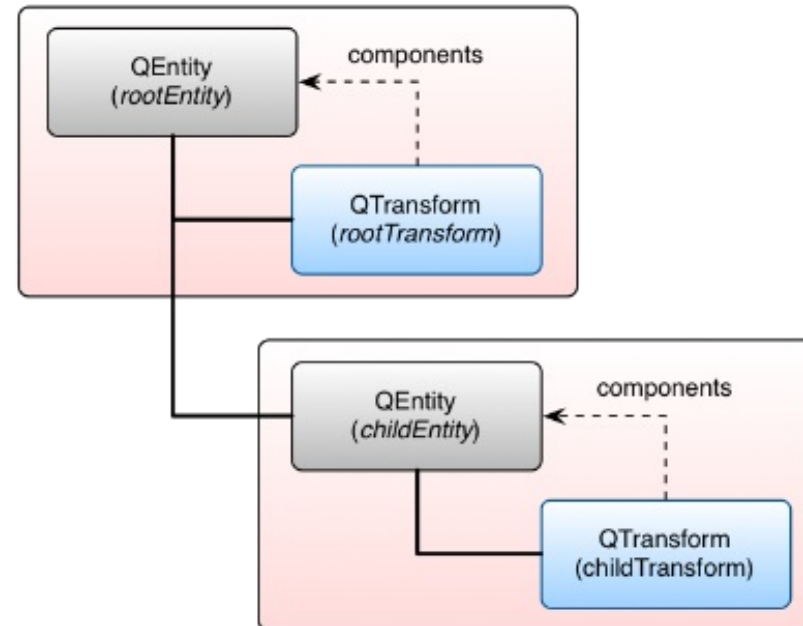 QEntity
(rootEntity)
components
QTransform
(rootTransform)
QEntity
(childEntity)
components
QTransform
(childTransform)